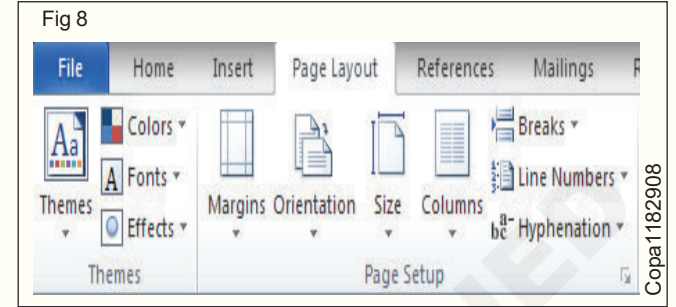 Fig 8
File Home Insert Page Layout References Mailings
Colors
Fonts
Effects
Themes
Margins
Orientation
Size
Columns
Breaks
Line Numbers
Hyphenation
Themes
Page Setup
Copa1182908